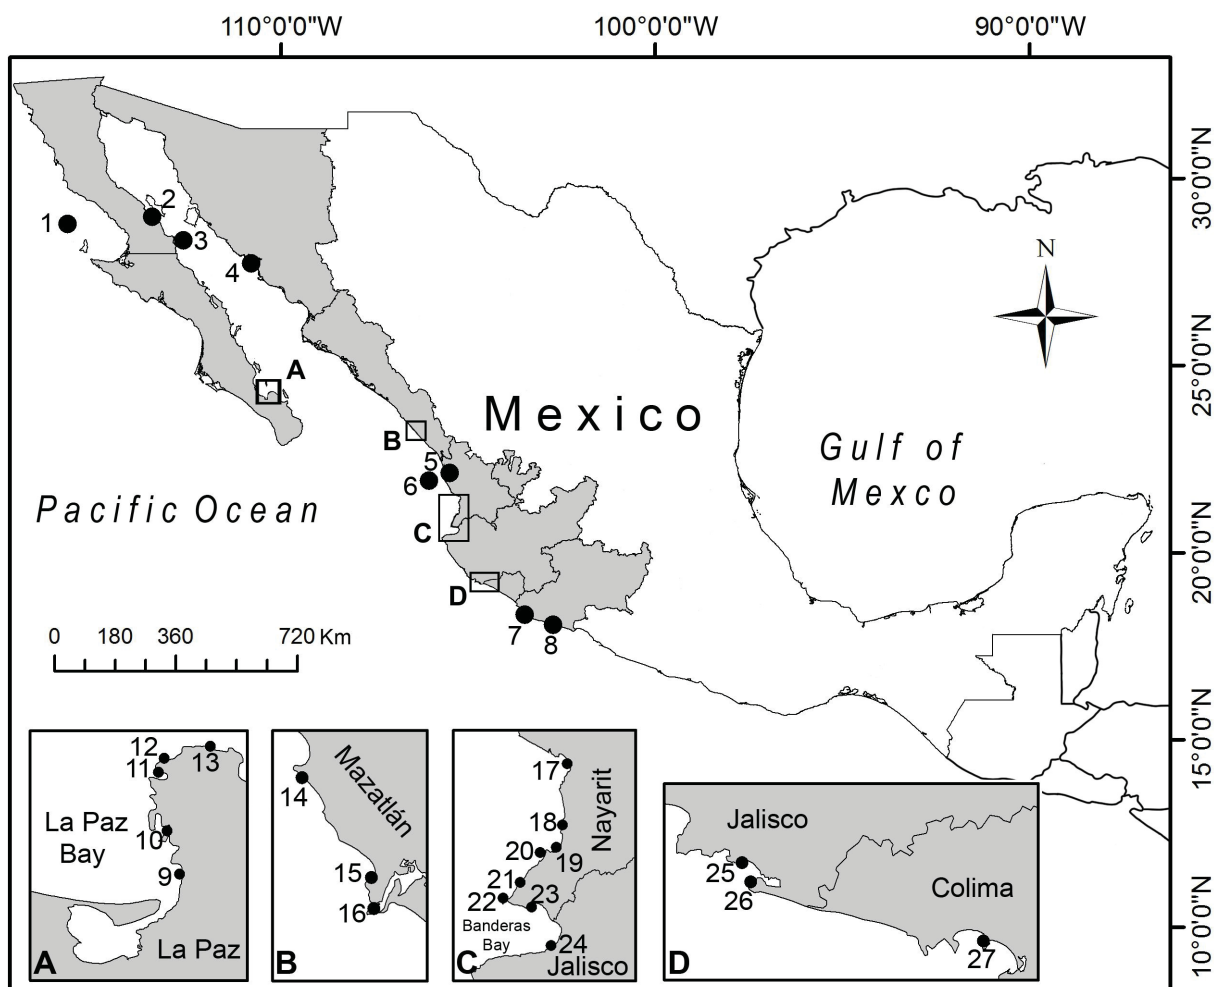 110°0'0"W
100°0'0"W
90°0'0"W
30°0'0"N
25°0'0"N
20°0'0"N
15°0'0"N
10°0'0"N
N
1
2
3
4
A
B
5
6
C
D
7
8
Mexico
Gulf of
Mexco
Pacific Ocean
0 180 360 720 Km
12
11
13
La Paz
Bay
10
9
La Paz
A
Mazatlán
14
15
16
B
17
Nayarit
18
20
19
21
22
23
Banderas
Bay
24
Jalisco
C
Jalisco
25
26
Colima
27
D